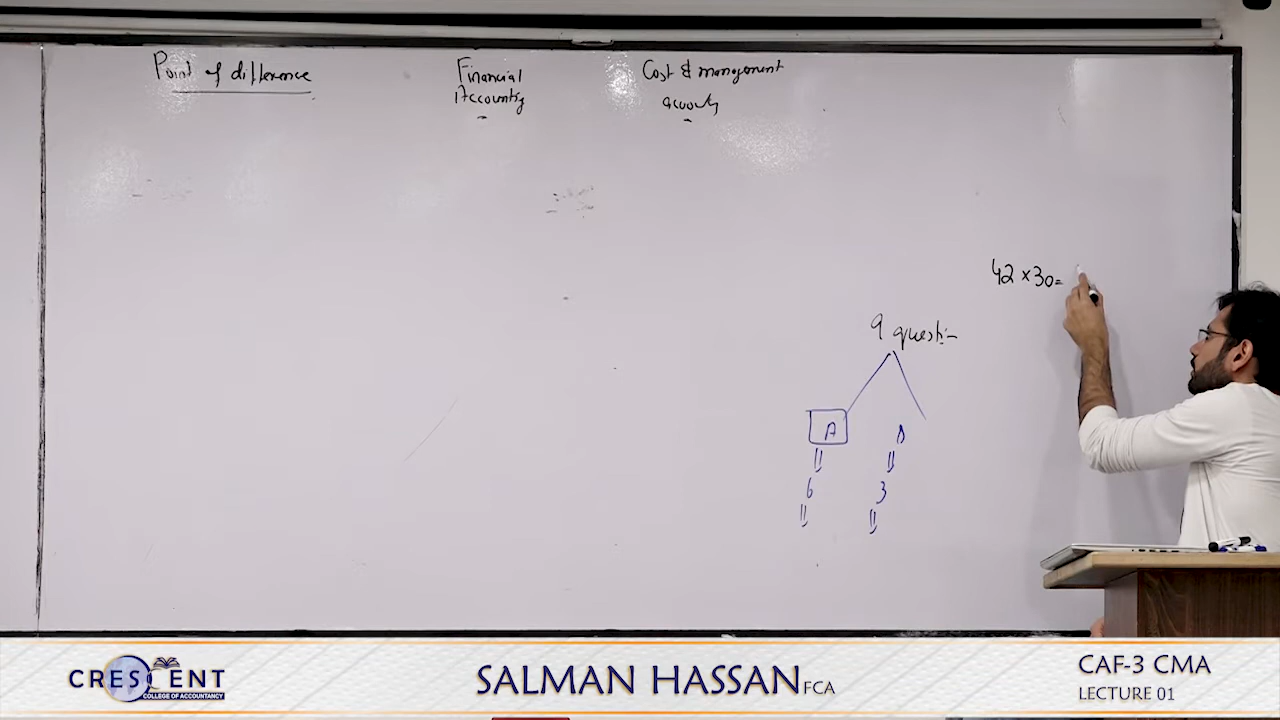 Point of difference
Financial
Accounting
Cost & management
9 question
A
6
3
42 × 30 =
CRESCENT
COLLEGE OF ACCOUNTANCY
SALMAN HASSAN FCA
CAF-3 CMA
LECTURE 01